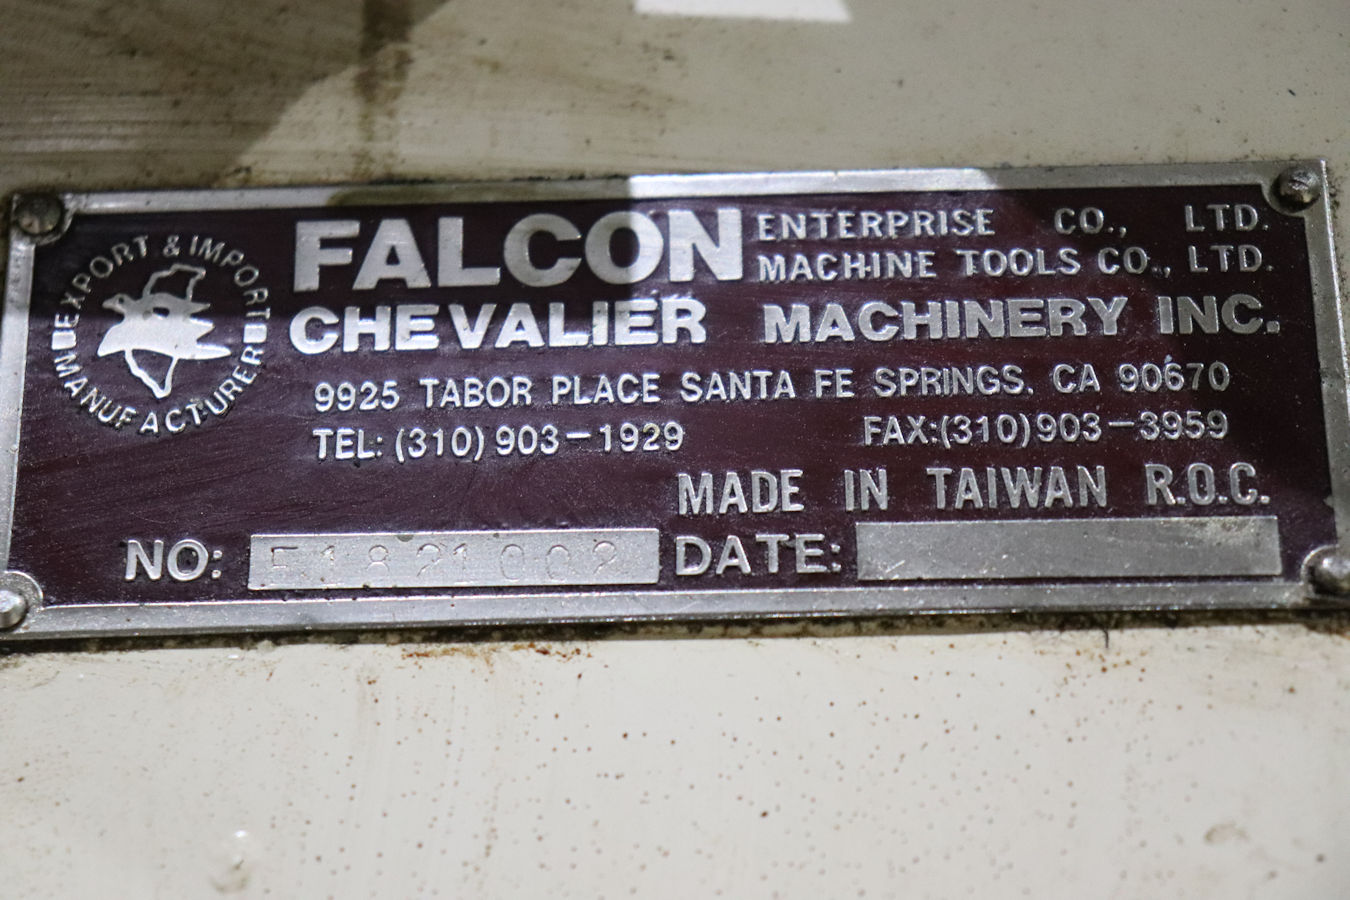 EXPORT & IMPORT
MANUFACTURER
FALCON ENTERPRISE CO., LTD.
MACHINE TOOLS CO., LTD.
CHEVALIER MACHINERY INC.
9925 TABOR PLACE SANTA FE SPRINGS. CA 90670
TEL: (310) 903-1929 FAX:(310)903-3959
MADE IN TAIWAN R.O.C.
NO: F1821002 DATE: